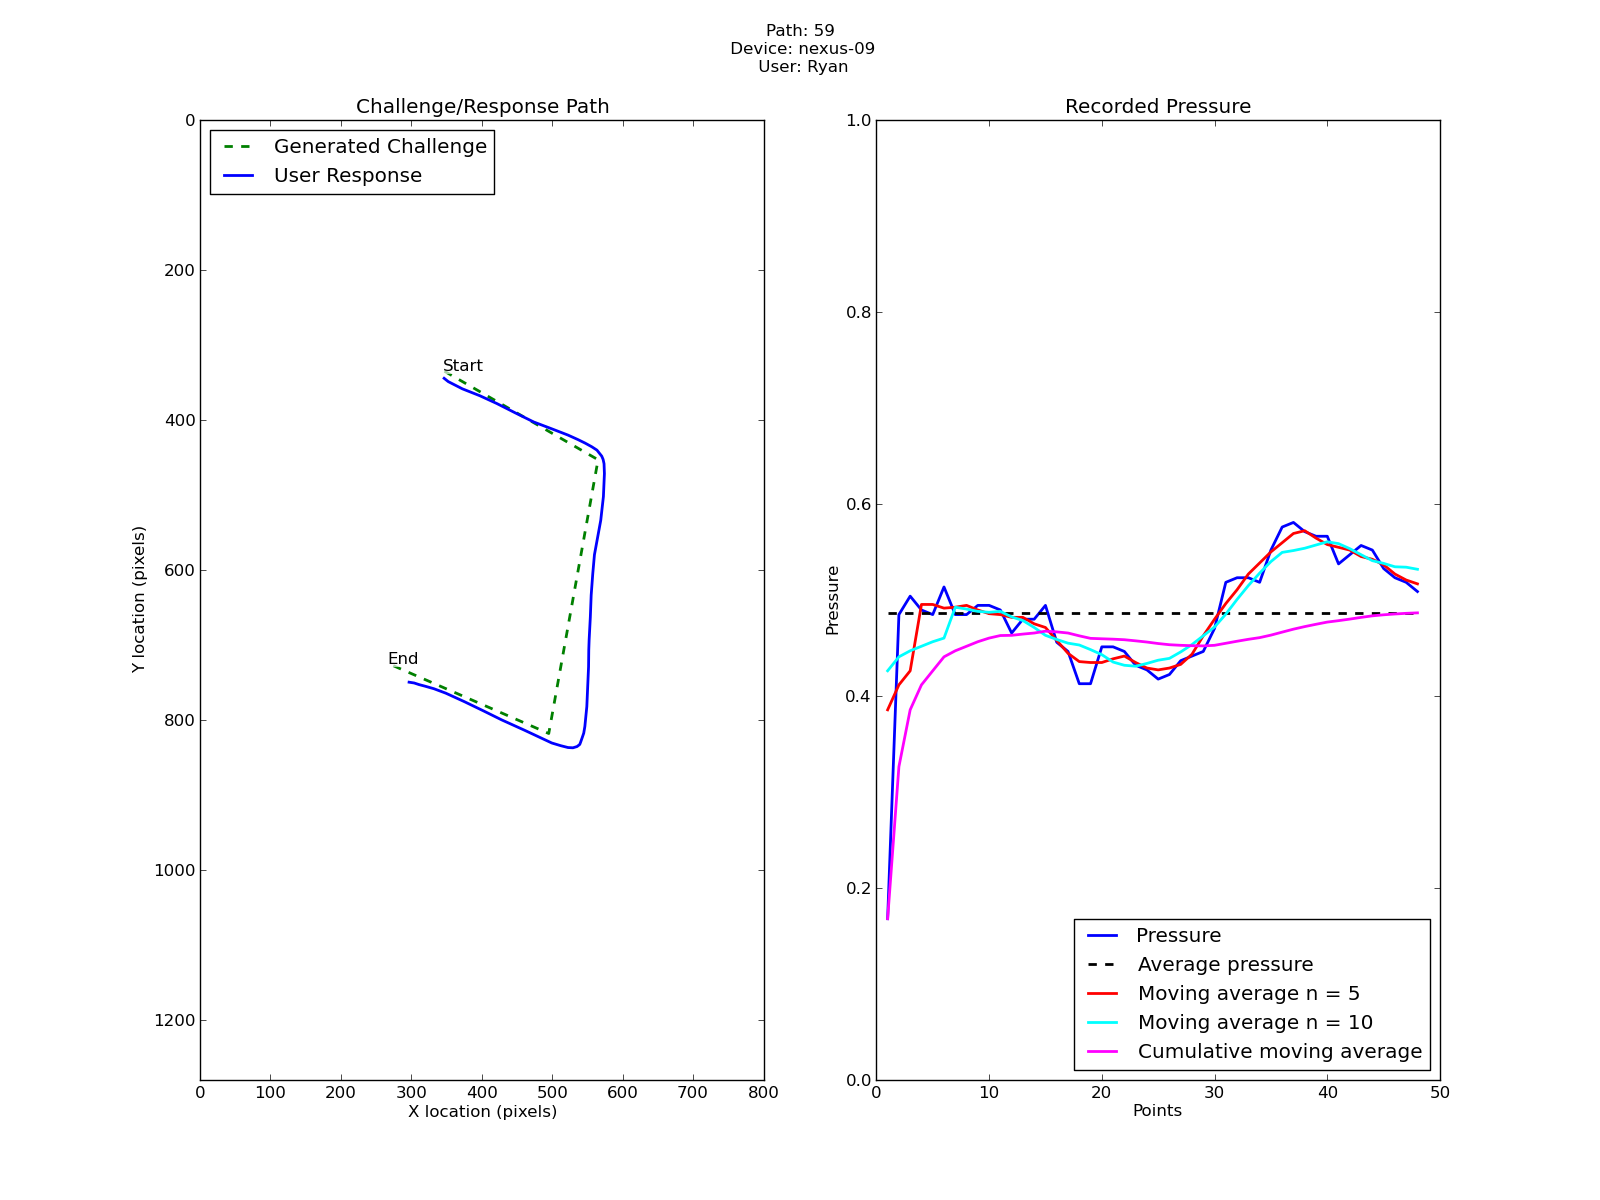 Path: 59
Device: nexus-09
User: Ryan
Challenge/Response Path
Generated Challenge
User Response
Start
End
0
200
400
600
800
1000
1200
Y location (pixels)
0 100 200 300 400 500 600 700 800
X location (pixels)
Recorded Pressure
1.0
0.8
0.6
0.4
0.2
0.0
Pressure
Pressure
Average pressure
Moving average n = 5
Moving average n = 10
Cumulative moving average
0 10 20 30 40 50
Points